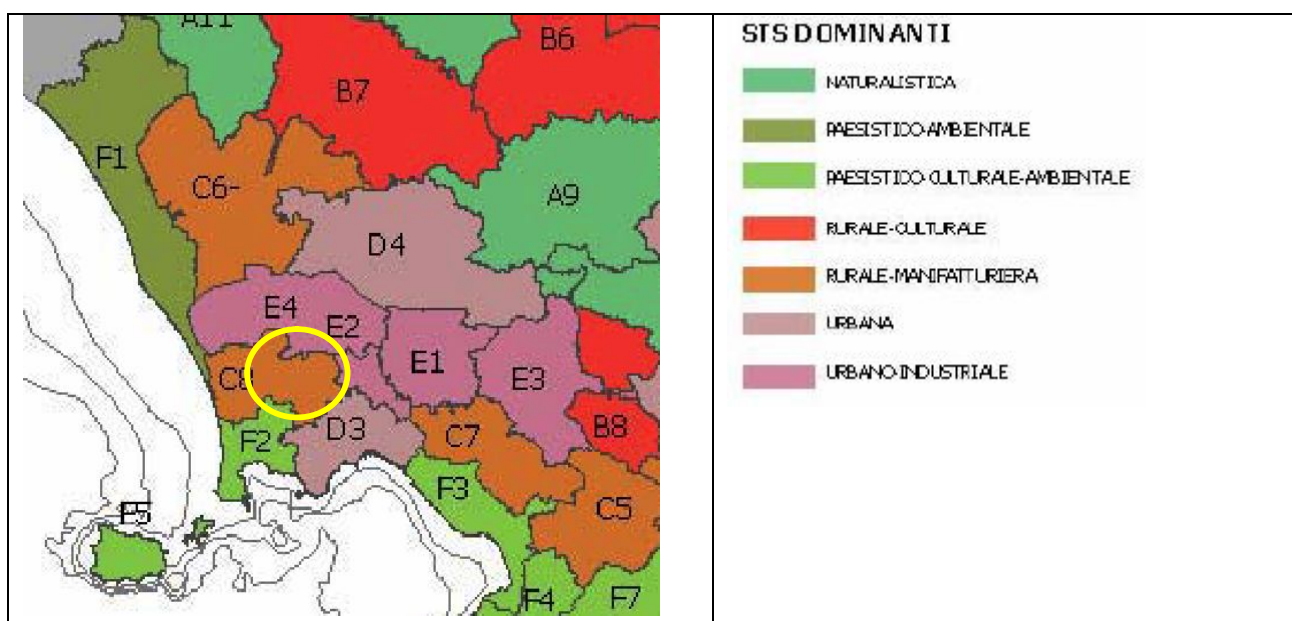 A11
B6
B7
F1
C6-
A9
D4
E4
E2
E1
E3
C8
B8
D3
C7
F2
F3
C5
F5
F4
F7
STS DOMINANTI
NATURALISTICA
PAESISTICO-AMBIENTALE
PAESISTICO-CULTURALE-AMBIENTALE
RURALE-CULTURALE
RURALE-MANIFATTURIERA
URBANA
URBANO-INDUSTRIALE